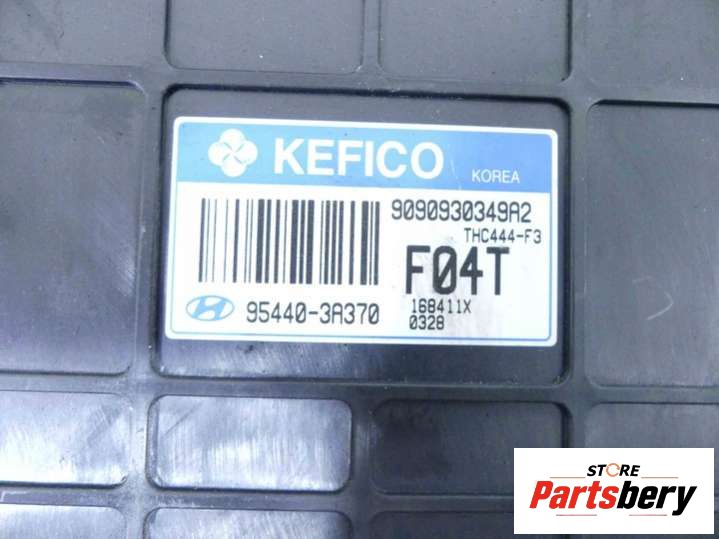 KEFICO KOREA
9090930349A2
THC444-F3
F04T
95440-3A370
168411X
0328
STORE
Partsbery